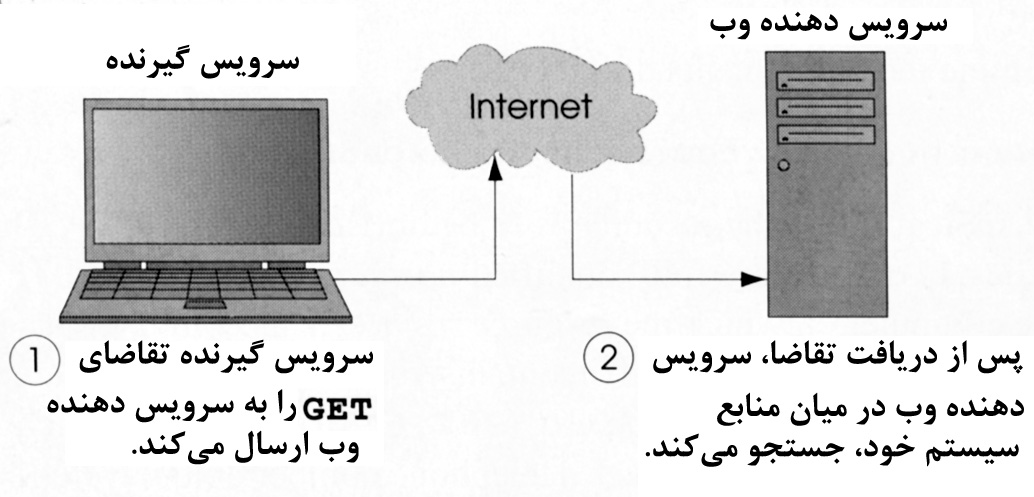 سرویس دهنده وب
سرویس گیرنده
Internet
1 سرویس گیرنده تقاضای
GET را به سرویس دهنده
وب ارسال می‌کند.
2 پس از دریافت تقاضا، سرویس
دهنده وب در میان منابع
سیستم خود، جستجو می‌کند.